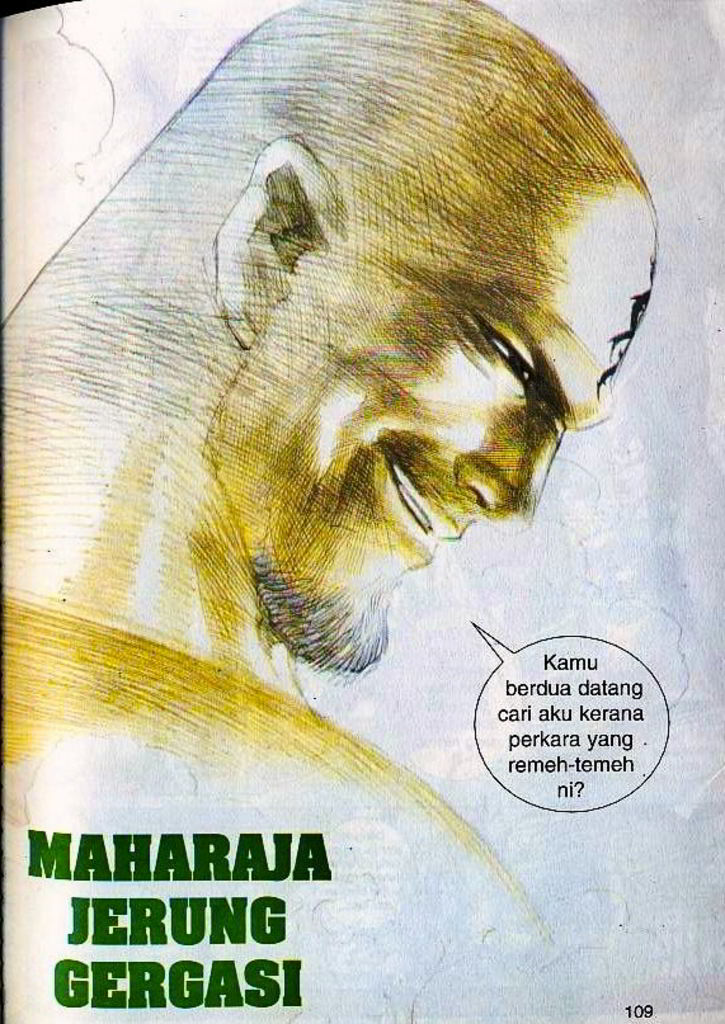 Kamu
berdua datang
cari aku kerana
perkara yang
remeh-temeh
ni?
MAHARAJA
JERUNG
GERGASI
109